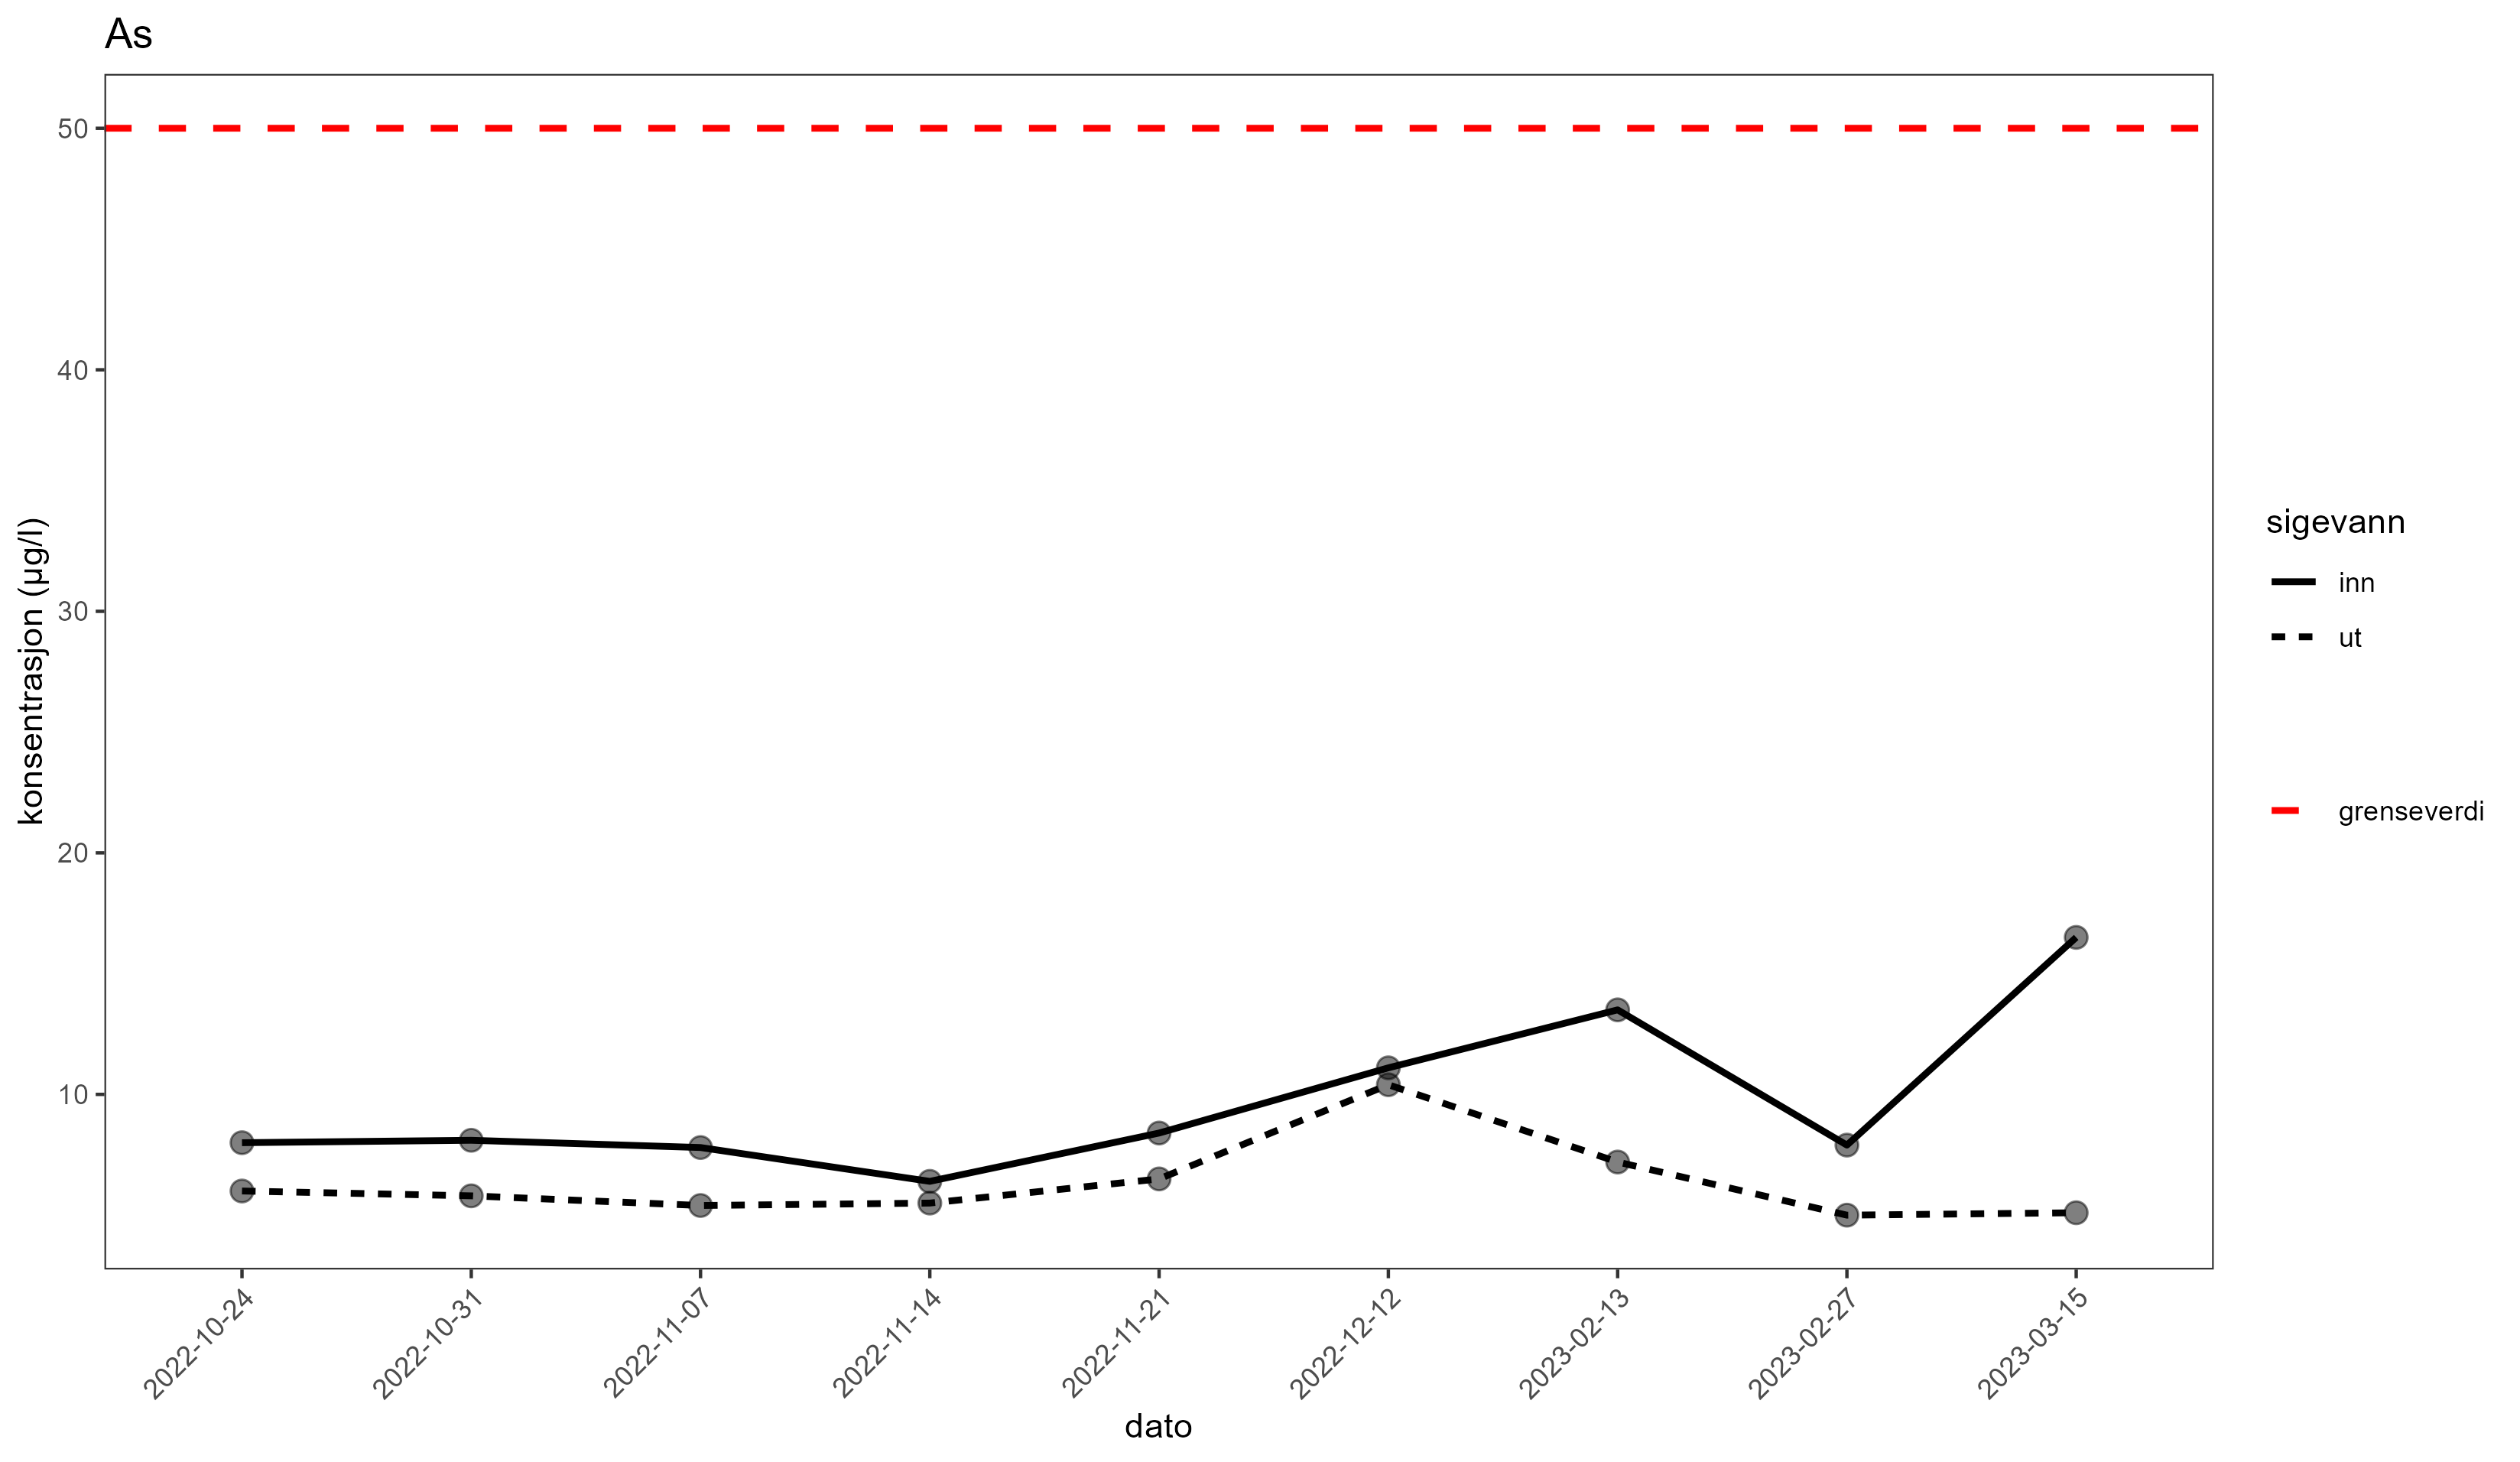 As
konsentrasjon (µg/l)
50
40
30
20
10
2022-10-24
2022-10-31
2022-11-07
2022-11-14
2022-11-21
2022-12-12
2023-02-13
2023-02-27
2023-03-15
dato
sigevann
inn
ut
grenseverdi